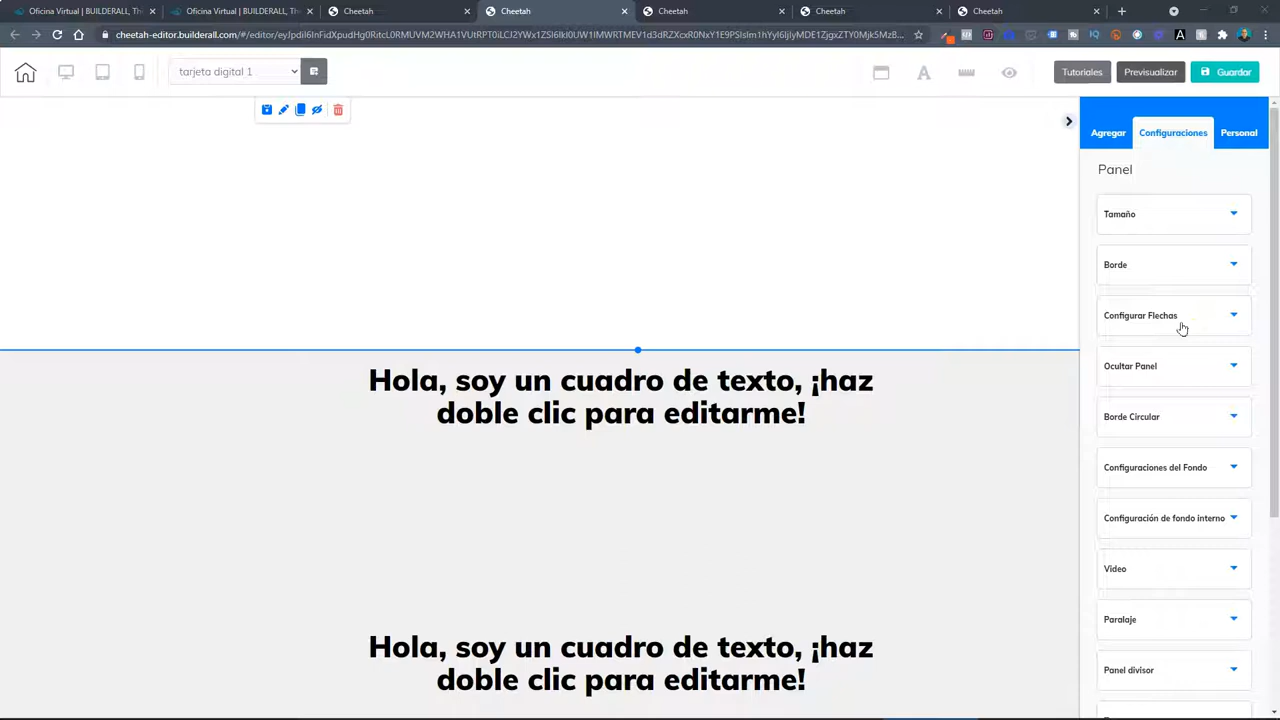 Oficina Virtual | BUILDERALL, Th
Oficina Virtual | BUILDERALL, Th
Cheetah
Cheetah
Cheetah
Cheetah
Cheetah
tarjeta digital 1
Tutoriales
Previsualizar
Guardar
Agregar
Configuraciones
Personal
Panel
Tamaño
Borde
Configurar Flechas
Ocultar Panel
Borde Circular
Configuraciones del Fondo
Configuración de fondo interno
Video
Paralaje
Panel divisor
Hola, soy un cuadro de texto, ¡haz
doble clic para editarme!
Hola, soy un cuadro de texto, ¡haz
doble clic para editarme!